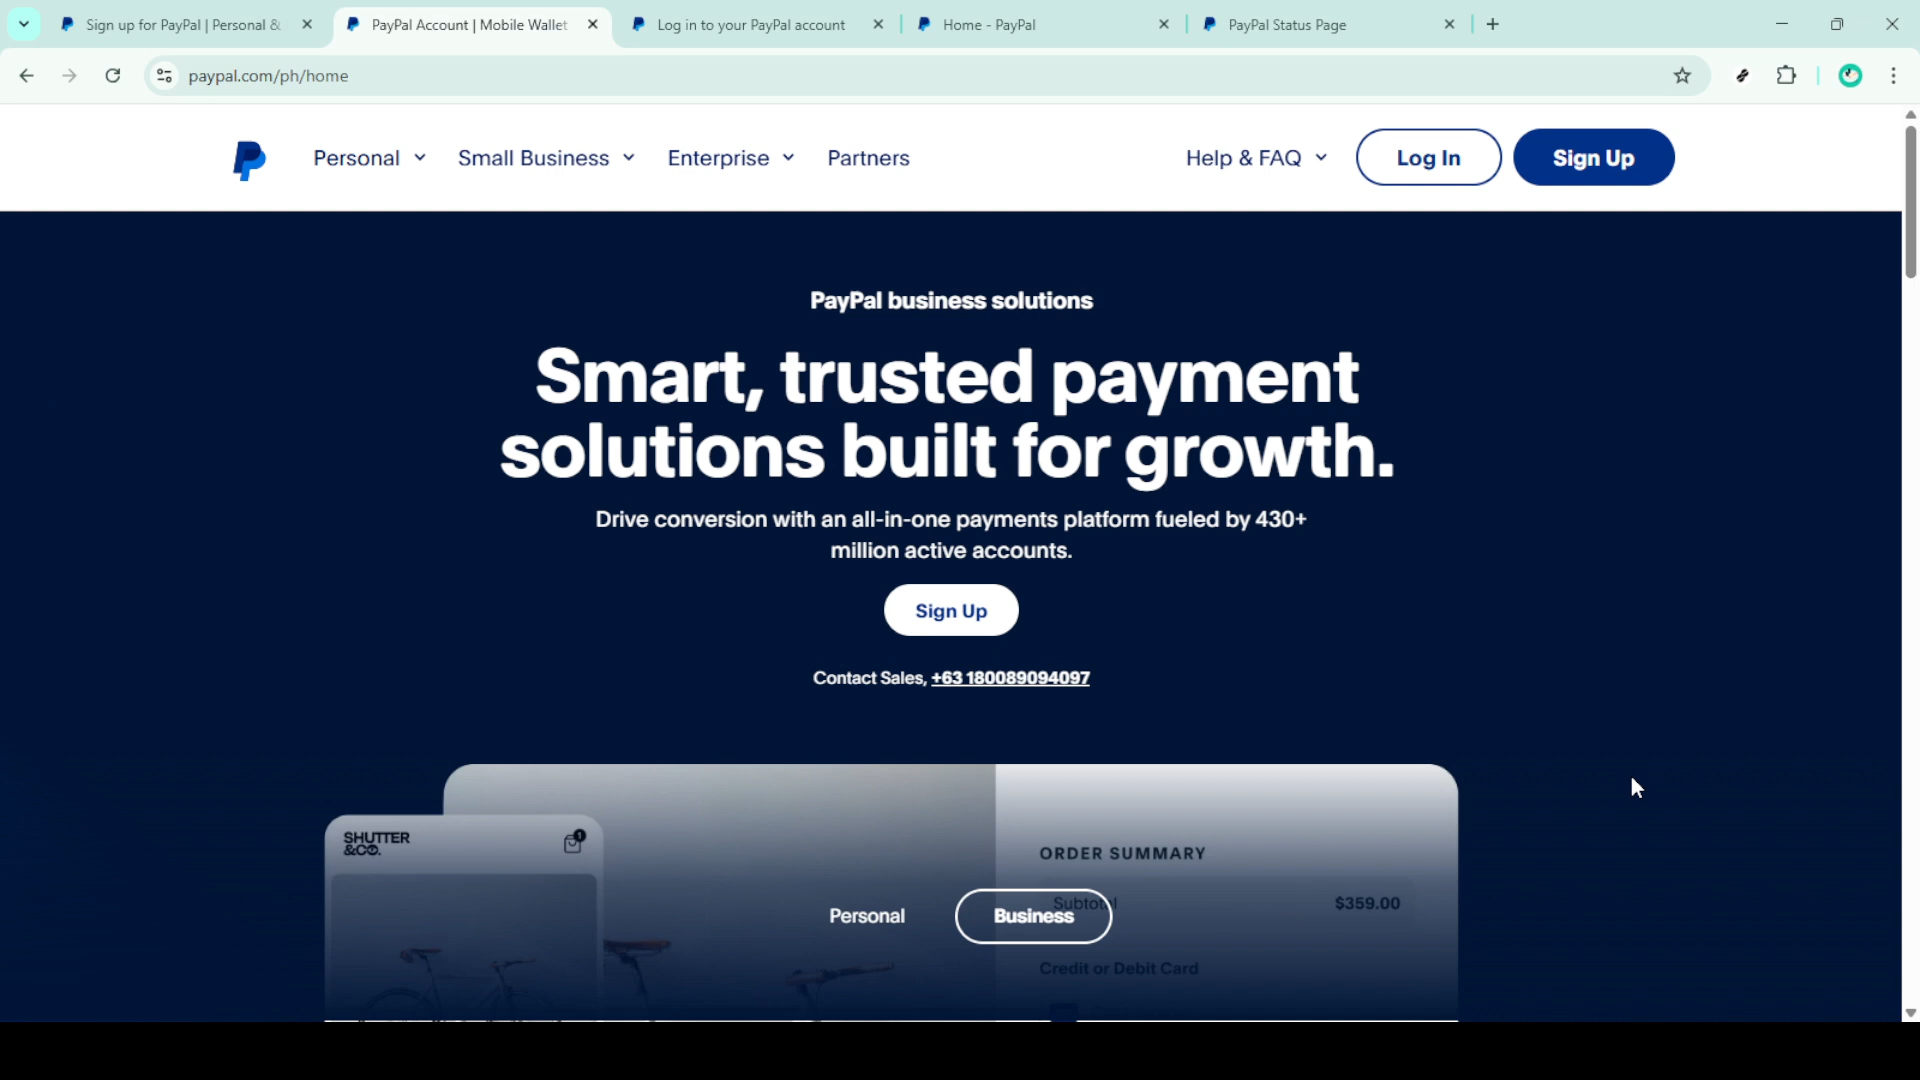 Sign up for PayPal | Personal &
PayPal Account | Mobile Wallet
Log in to your PayPal account
Home - PayPal
PayPal Status Page
paypal.com/ph/home
Personal
Small Business
Enterprise
Partners
Help & FAQ
Log In
Sign Up
PayPal business solutions
Smart, trusted payment
solutions built for growth.
Drive conversion with an all-in-one payments platform fueled by 430+
million active accounts.
Sign Up
Contact Sales, +63 180089094097
SHUTTER
&CO.
1
ORDER SUMMARY
Subtotal
$359.00
Personal
Business
Credit or Debit Card